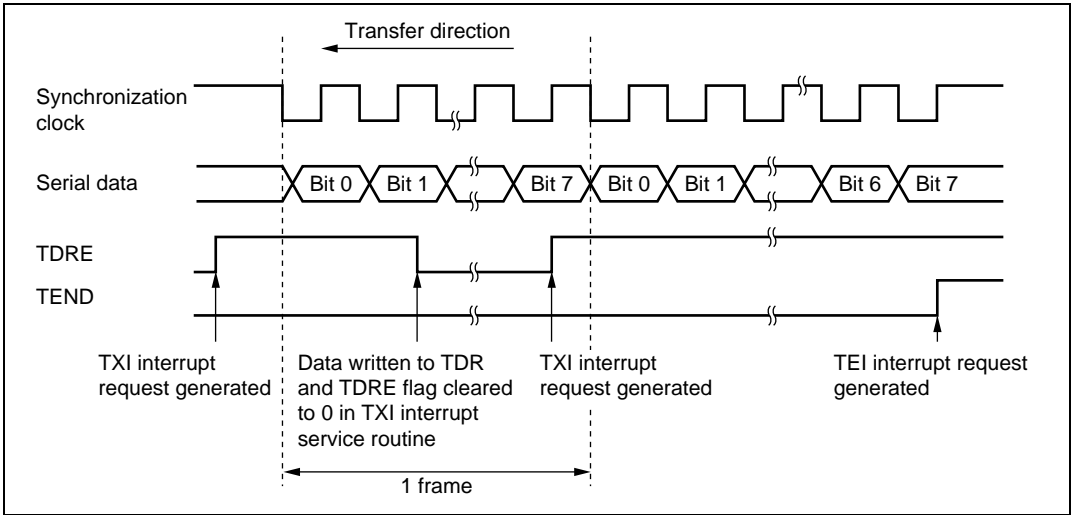 Transfer direction
Synchronization
clock
Serial data
Bit 0 Bit 1 Bit 7 Bit 0 Bit 1 Bit 6 Bit 7
TDRE
TEND
TXI interrupt
request generated
Data written to TDR
and TDRE flag cleared
to 0 in TXI interrupt
service routine
TXI interrupt
request generated
TEI interrupt request
generated
1 frame